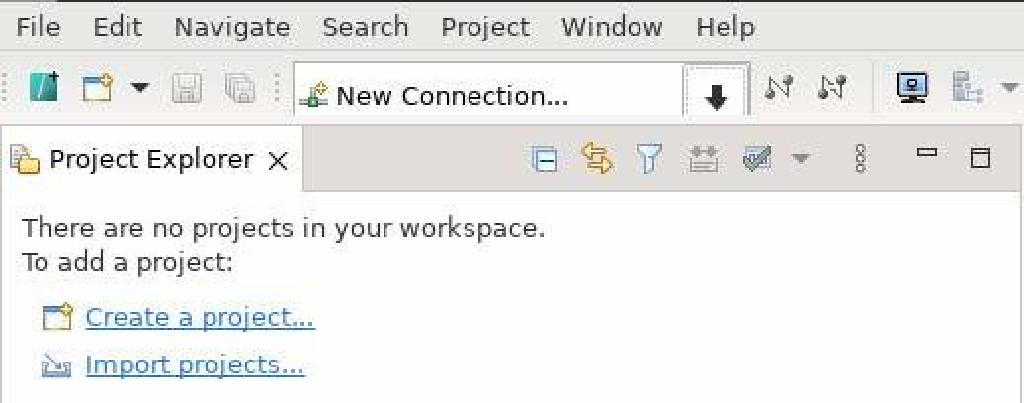 File Edit Navigate Search Project Window Help
New Connection...
Project Explorer
There are no projects in your workspace.
To add a project:
Create a project...
Import projects...